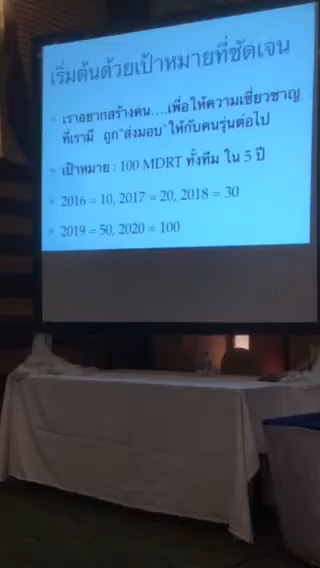 เริ่มต้นด้วยเป้าหมายที่ชัดเจน
เราอยากสร้างคน....เพื่อให้ความเชี่ยวชาญ
ที่เรามี ถูก"ส่งมอบ"ให้กับคนรุ่นต่อไป
เป้าหมาย : 100 MDRT ทั้งทีม ใน 5 ปี
2016 = 10, 2017 = 20, 2018 = 30
2019 = 50, 2020 = 100